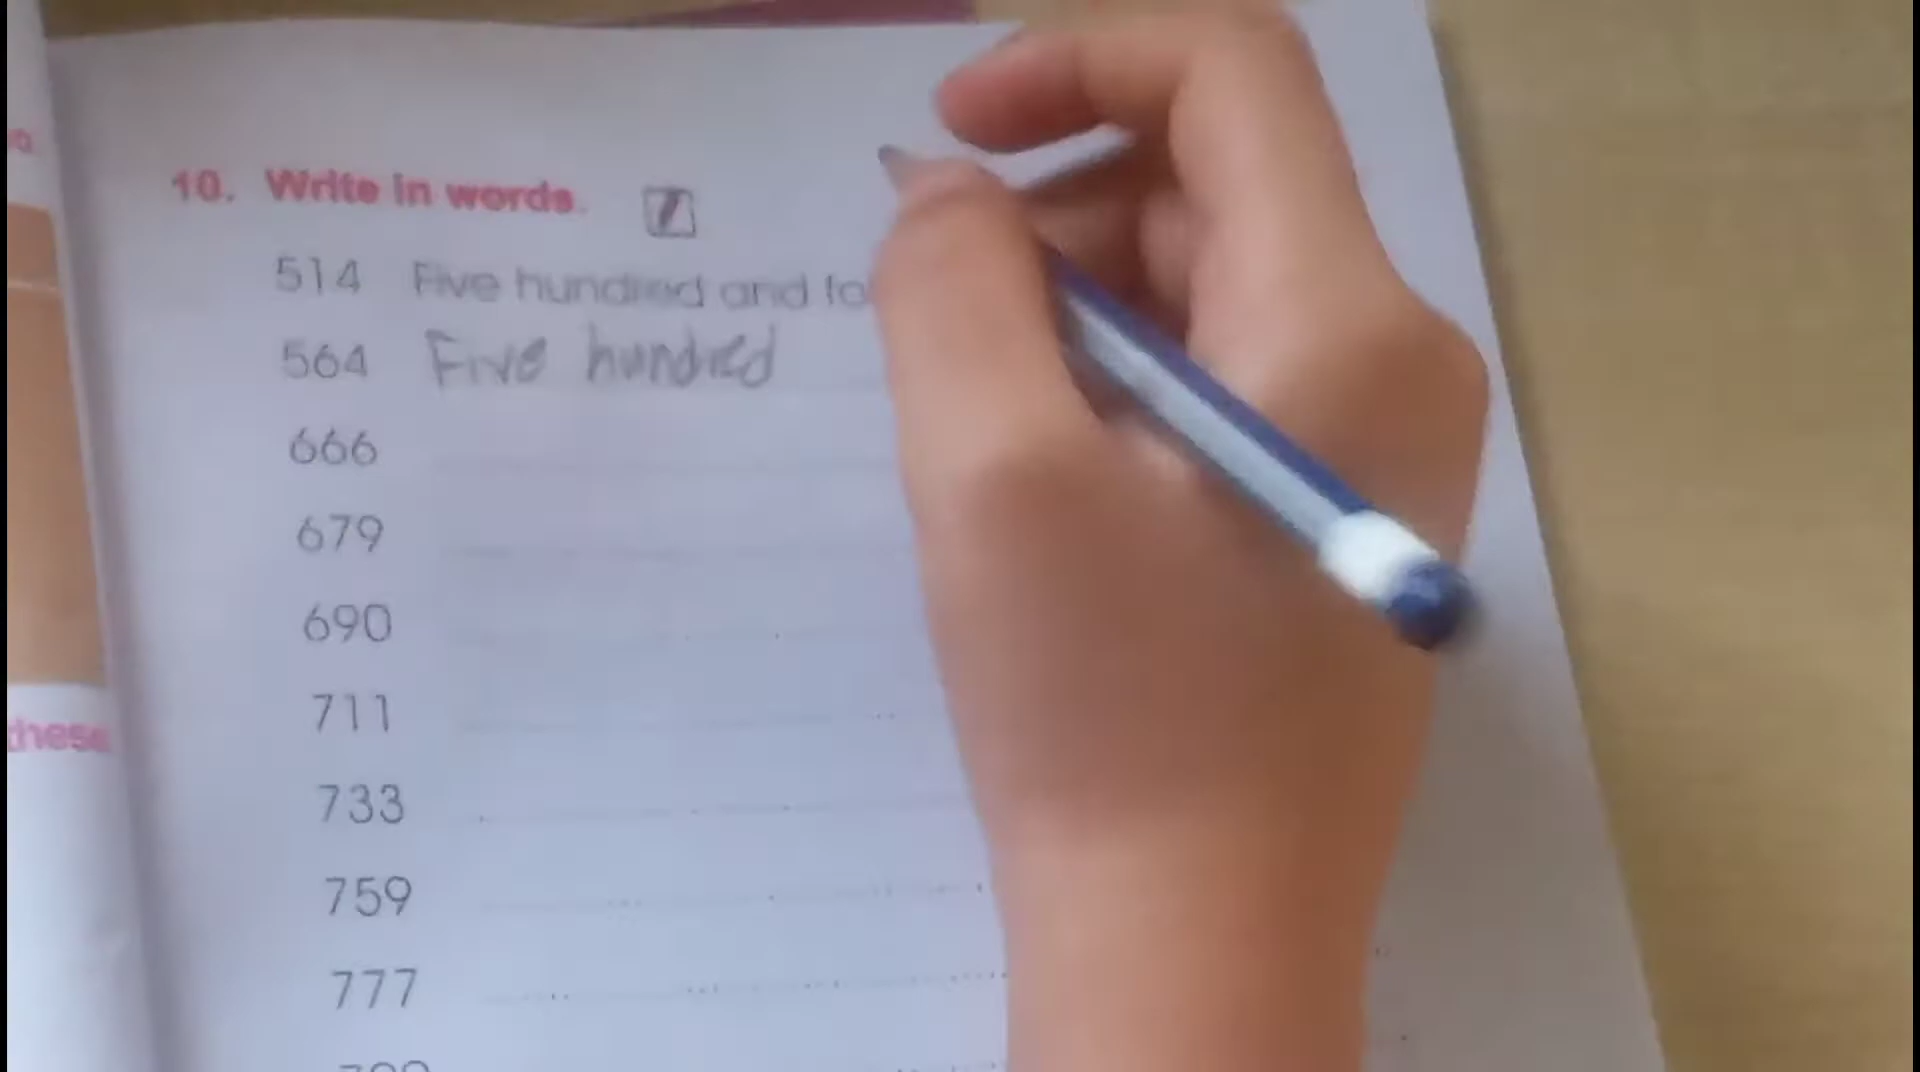 10. Write in words.
514 Five hundred and fo
564 Five hundred
666
679
690
711
733
759
777
these